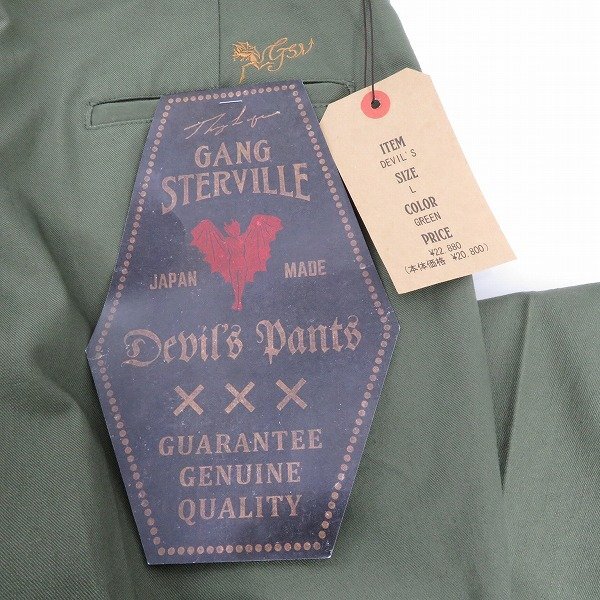 GSV
GANG
STERVILLE
JAPAN MADE
Devil's Pants
XXX
GUARANTEE
GENUINE
QUALITY
ITEM
DEVIL'S
SIZE
L
COLOR
GREEN
PRICE
¥22,880
(本体価格 ¥20,800)